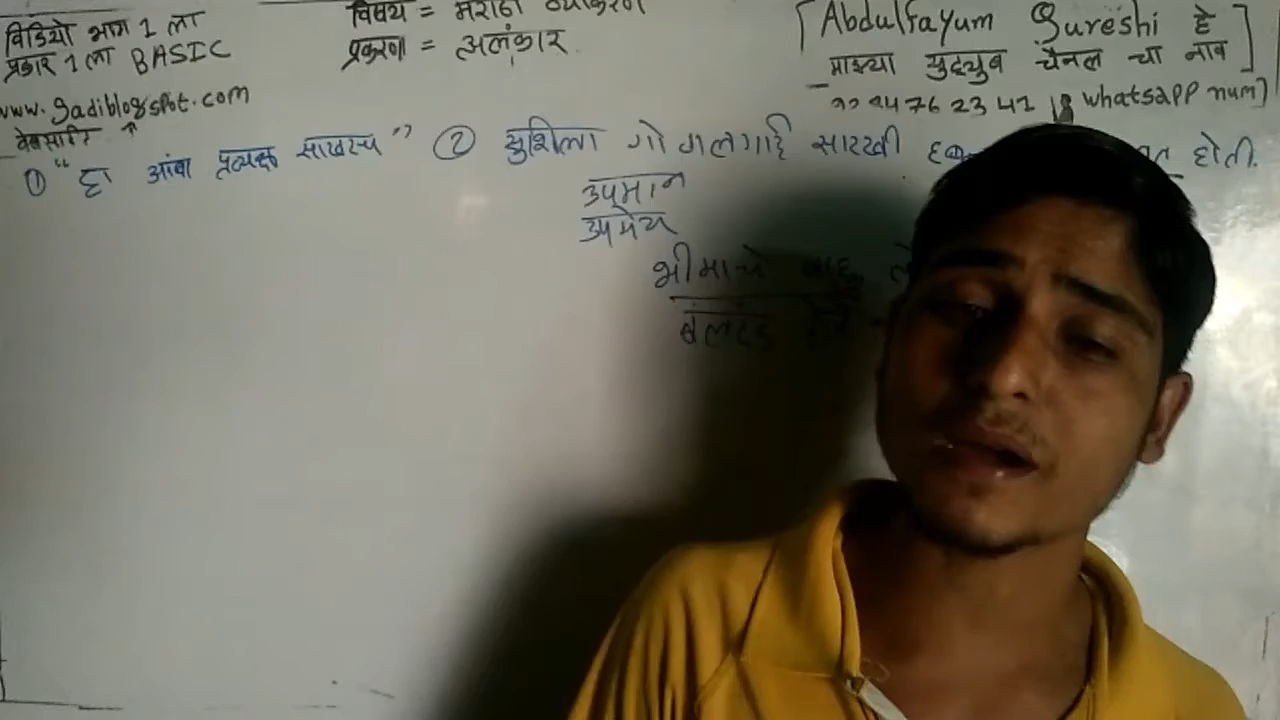 विडियो भाग 1 ला
प्रकार 1 ला BASIC
www.gadiblogspot.com
वेबसाईट ↑
विषय = मराठी व्याकरण
प्रकरण = अलंकार
[Abdulfayum Qureshi हे
माझ्या युट्युब चैनल चा नाव]
whatsapp num]
① "हा आंबा प्रत्यक्ष साखरच" ② सुशिला गोगलगाई सारखी होती.
उपमान
उपमेय
भीमाचे बाहू